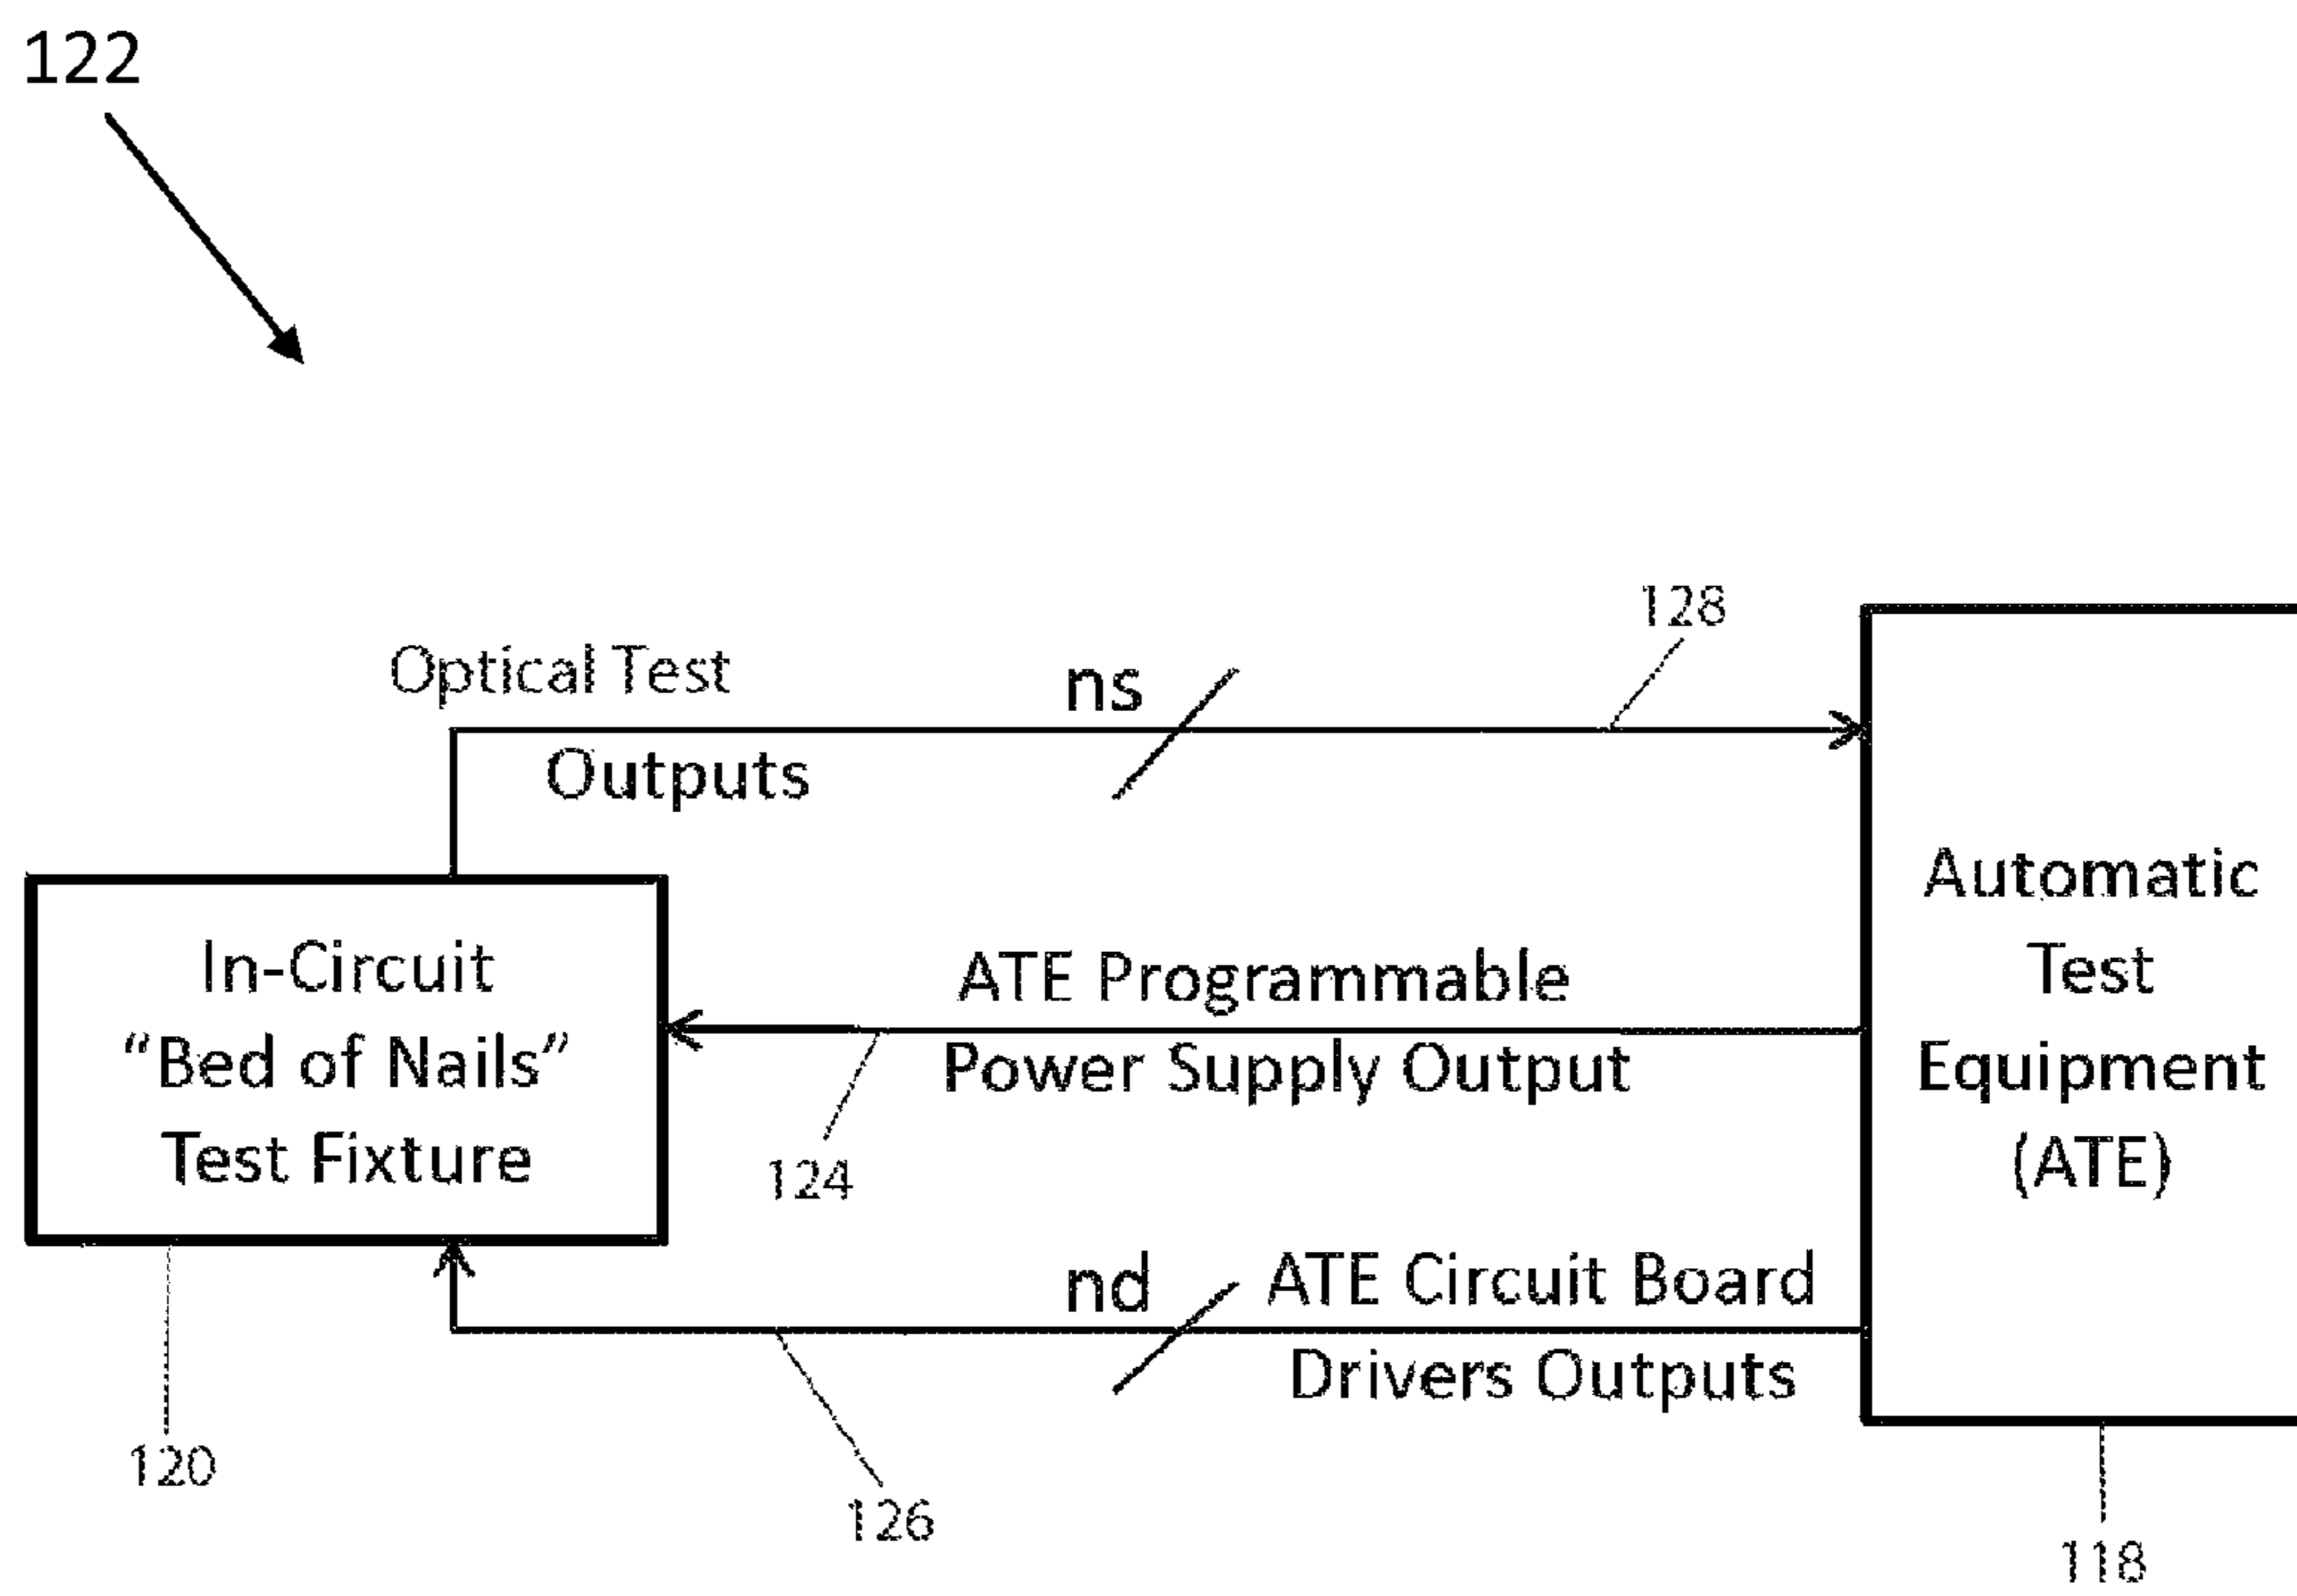 122
128
Optical Test
ns
Outputs
Automatic
Test
Equipment
(ATE)
In-Circuit
“Bed of Nails”
Test Fixture
ATE Programmable
Power Supply Output
124
nd
ATE Circuit Board
Drivers Outputs
120
126
118